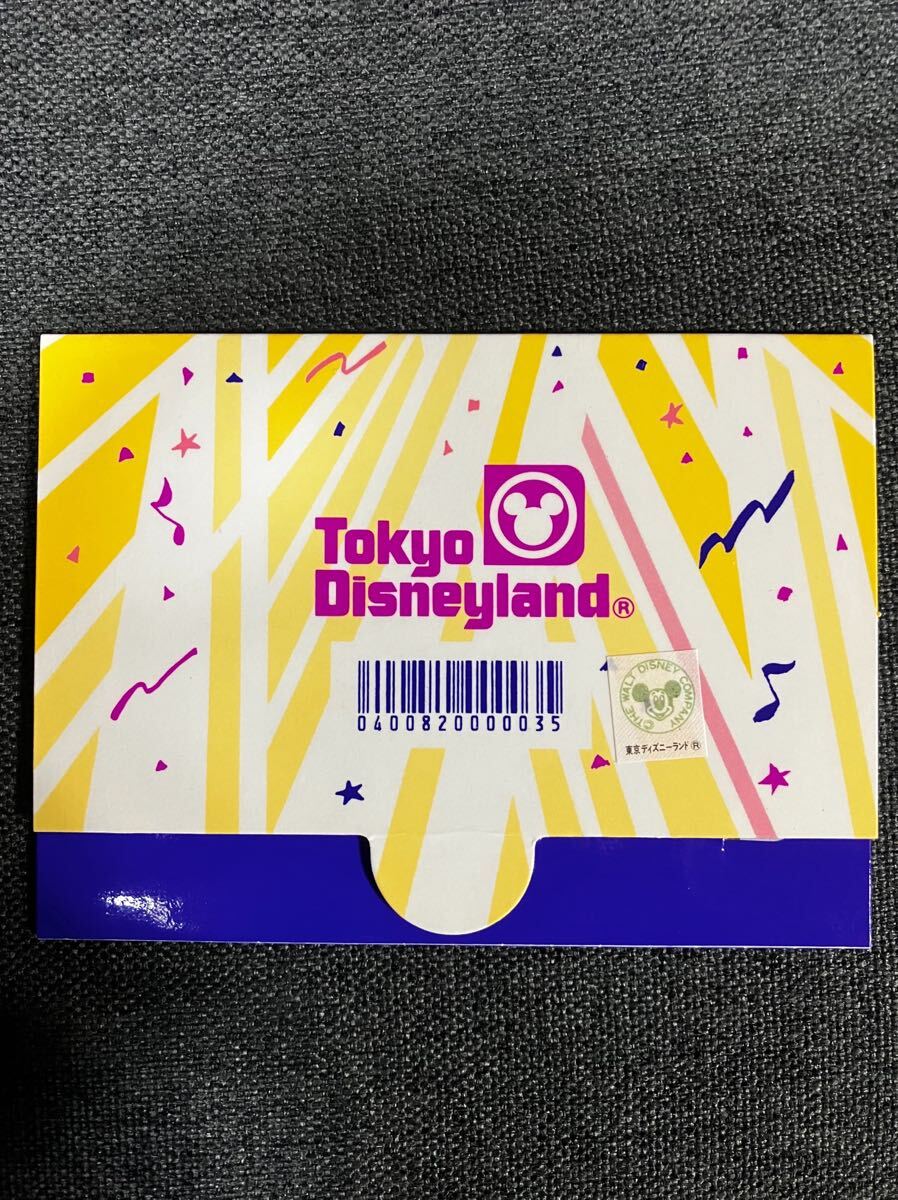 Tokyo
Disneyland®
0400820000035
©THE WALT DISNEY COMPANY
東京ディズニーランド Ⓡ